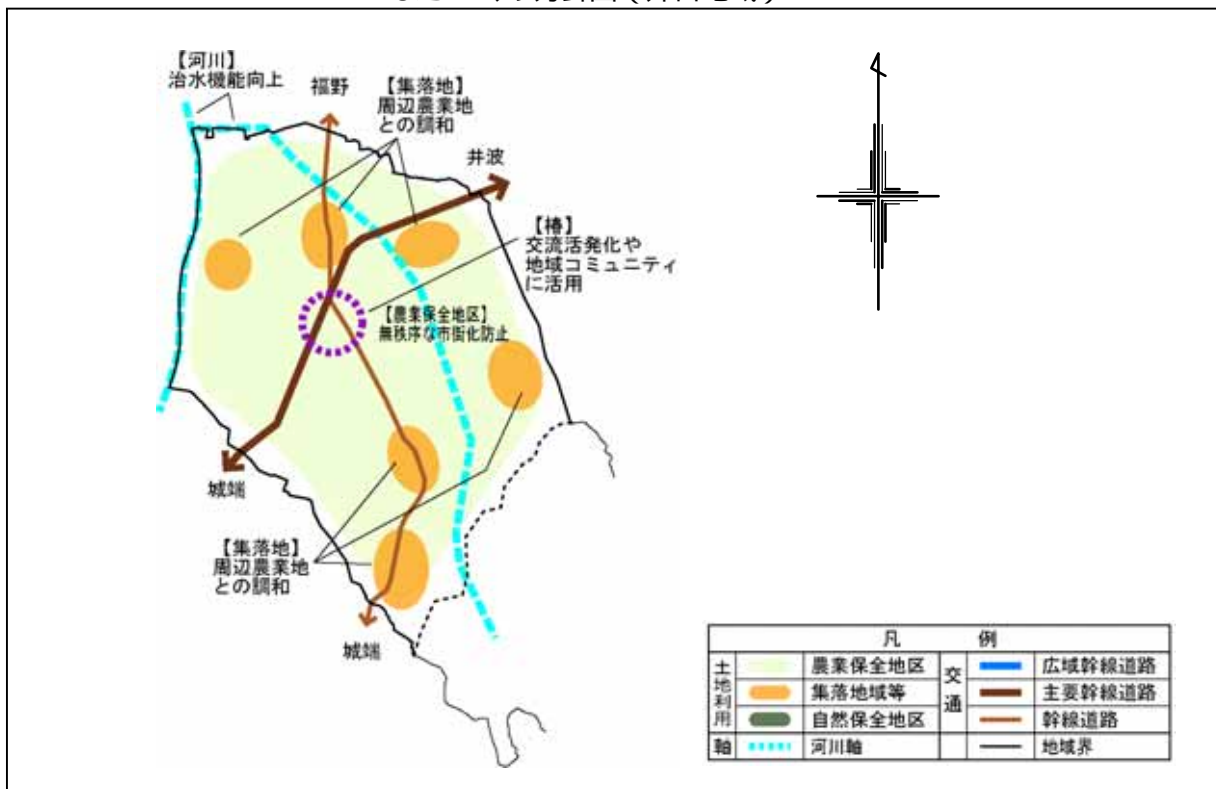 【河川】
治水機能向上
福野
【集落地】
周辺農業地
との調和
井波
【椿】
交流活発化や
地域コミュニティ
に活用
【農業保全地区】
無秩序な市街化防止
城端
【集落地】
周辺農業地
との調和
城端
凡 例
土地利用
農業保全地区
集落地域等
自然保全地区
交通
広域幹線道路
主要幹線道路
幹線道路
軸
河川軸
地域界